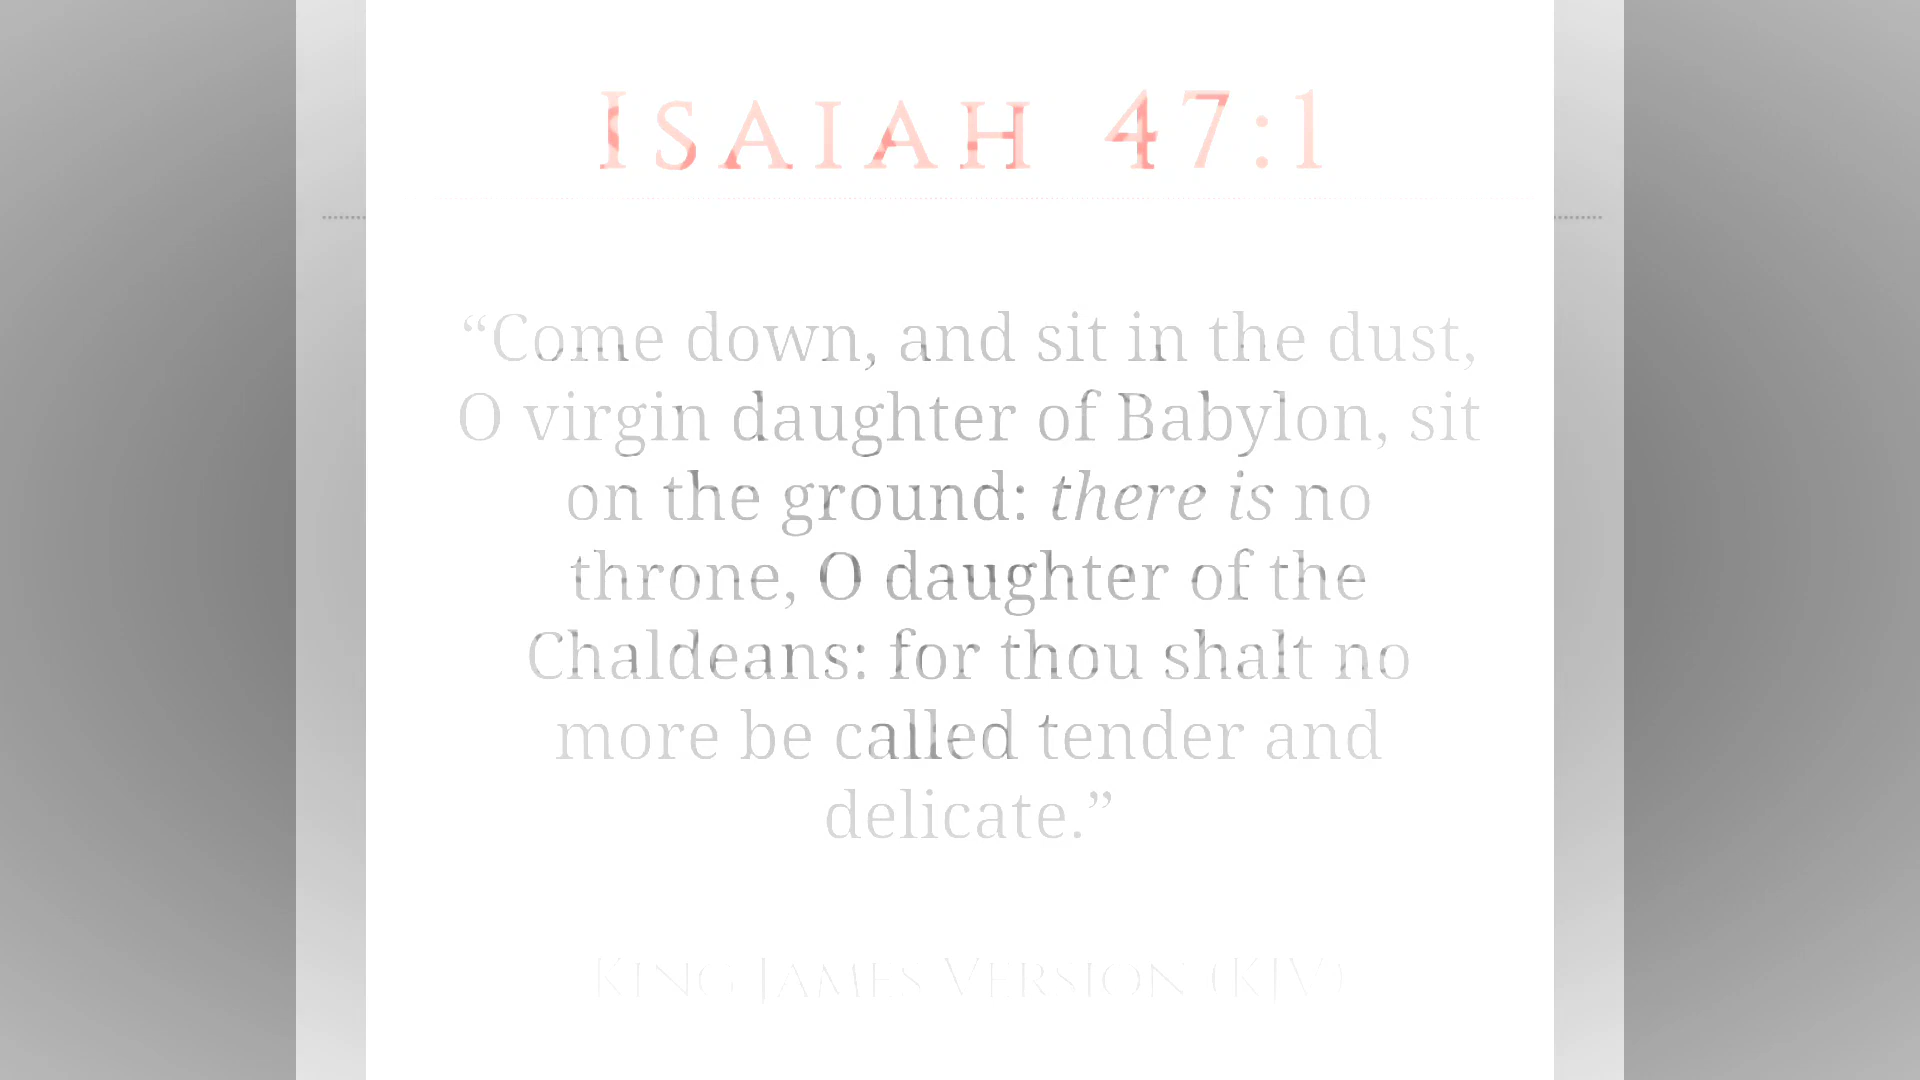 Isaiah 47:1
“Come down, and sit in the dust,
O virgin daughter of Babylon, sit
on the ground: there is no
throne, O daughter of the
Chaldeans: for thou shalt no
more be called tender and
delicate.”
King James Version (KJV)